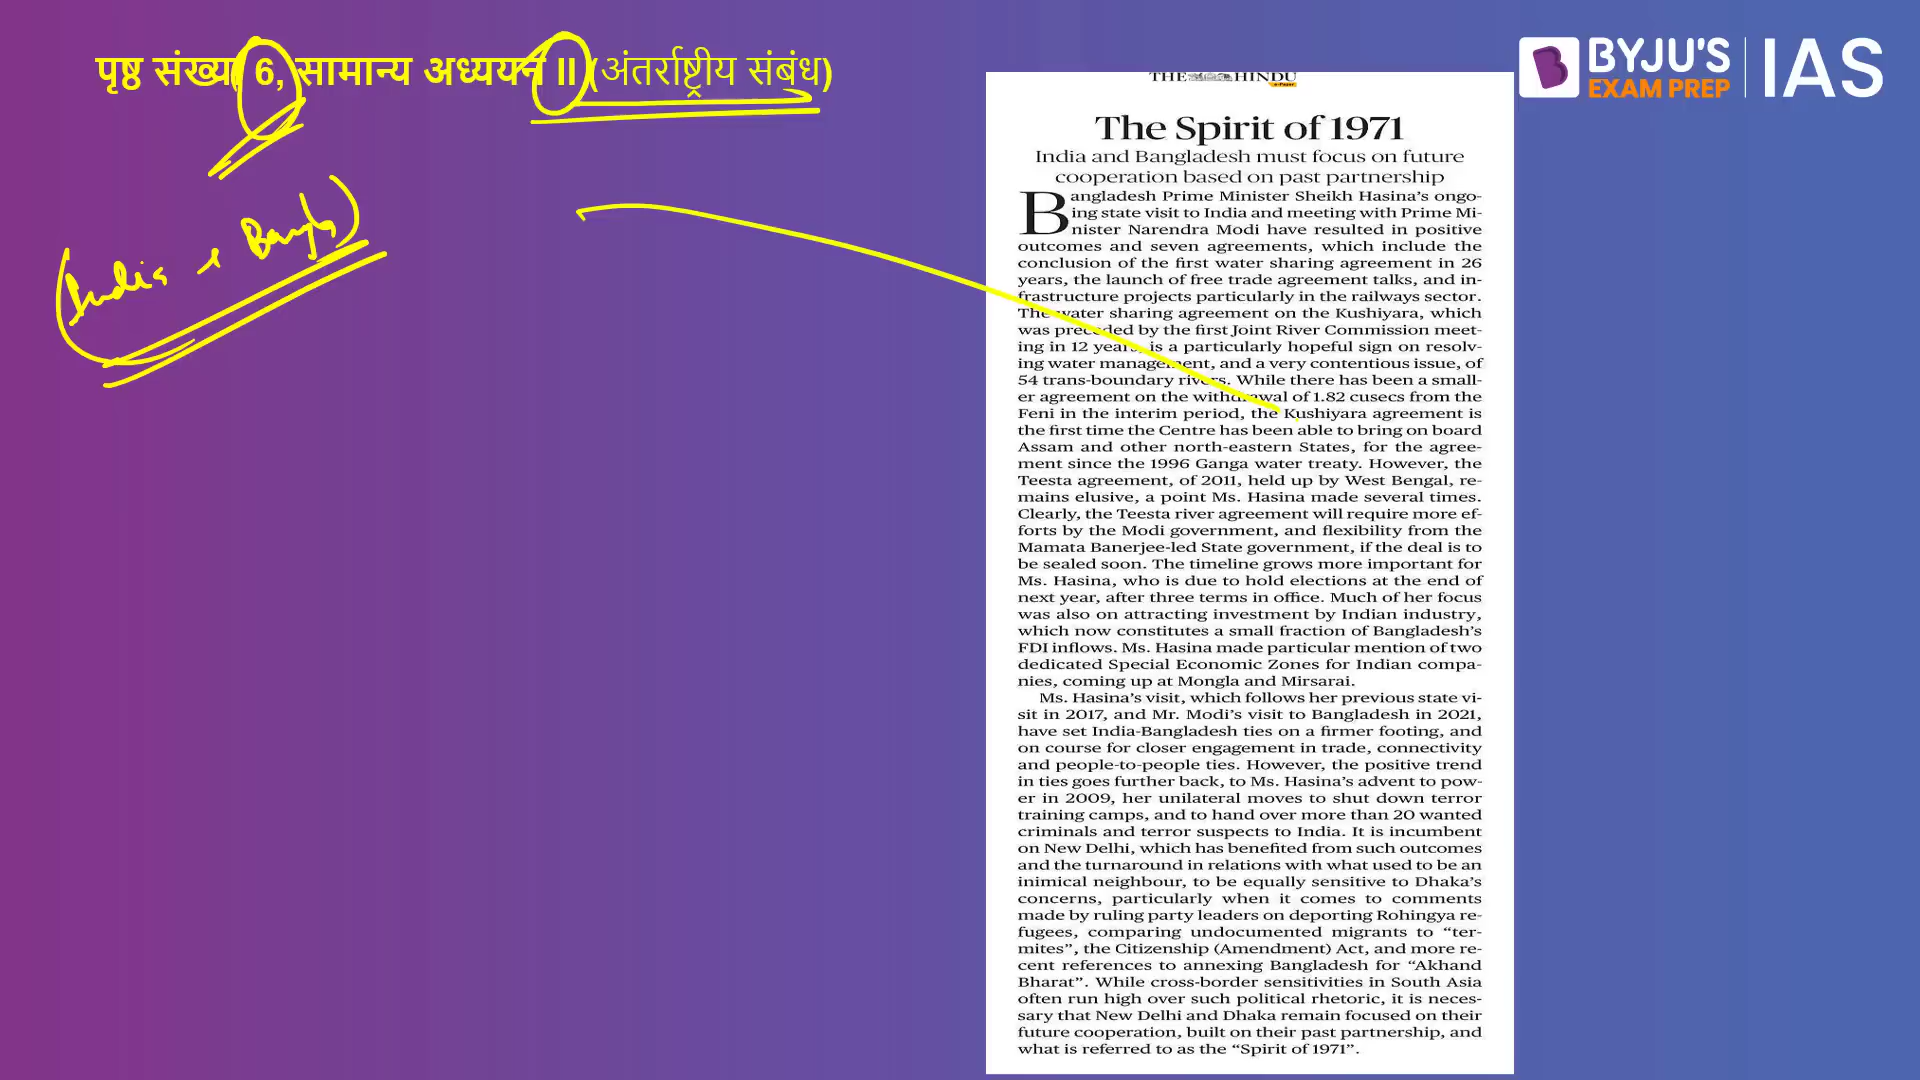 पृष्ठ संख्या 6, सामान्य अध्ययन II (अंतर्राष्ट्रीय संबंध)
BYJU'S
EXAM PREP
IAS
India & Bangla
THE HINDU
e-Paper
The Spirit of 1971
India and Bangladesh must focus on future
cooperation based on past partnership
Bangladesh Prime Minister Sheikh Hasina's ongo-
ing state visit to India and meeting with Prime Mi-
nister Narendra Modi have resulted in positive
outcomes and seven agreements, which include the
conclusion of the first water sharing agreement in 26
years, the launch of free trade agreement talks, and in-
frastructure projects particularly in the railways sector.
The water sharing agreement on the Kushiyara, which
was preceded by the first Joint River Commission meet-
ing in 12 years, is a particularly hopeful sign on resolv-
ing water management, and a very contentious issue, of
54 trans-boundary rivers. While there has been a small-
er agreement on the withdrawal of 1.82 cusecs from the
Feni in the interim period, the Kushiyara agreement is
the first time the Centre has been able to bring on board
Assam and other north-eastern States, for the agree-
ment since the 1996 Ganga water treaty. However, the
Teesta agreement, of 2011, held up by West Bengal, re-
mains elusive, a point Ms. Hasina made several times.
Clearly, the Teesta river agreement will require more ef-
forts by the Modi government, and flexibility from the
Mamata Banerjee-led State government, if the deal is to
be sealed soon. The timeline grows more important for
Ms. Hasina, who is due to hold elections at the end of
next year, after three terms in office. Much of her focus
was also on attracting investment by Indian industry,
which now constitutes a small fraction of Bangladesh's
FDI inflows. Ms. Hasina made particular mention of two
dedicated Special Economic Zones for Indian compa-
nies, coming up at Mongla and Mirsarai.
Ms. Hasina's visit, which follows her previous state vi-
sit in 2017, and Mr. Modi's visit to Bangladesh in 2021,
have set India-Bangladesh ties on a firmer footing, and
on course for closer engagement in trade, connectivity
and people-to-people ties. However, the positive trend
in ties goes further back, to Ms. Hasina's advent to pow-
er in 2009, her unilateral moves to shut down terror
training camps, and to hand over more than 20 wanted
criminals and terror suspects to India. It is incumbent
on New Delhi, which has benefited from such outcomes
and the turnaround in relations with what used to be an
inimical neighbour, to be equally sensitive to Dhaka's
concerns, particularly when it comes to comments
made by ruling party leaders on deporting Rohingya re-
fugees, comparing undocumented migrants to “ter-
mites”, the Citizenship (Amendment) Act, and more re-
cent references to annexing Bangladesh for “Akhand
Bharat”. While cross-border sensitivities in South Asia
often run high over such political rhetoric, it is neces-
sary that New Delhi and Dhaka remain focused on their
future cooperation, built on their past partnership, and
what is referred to as the “Spirit of 1971”.